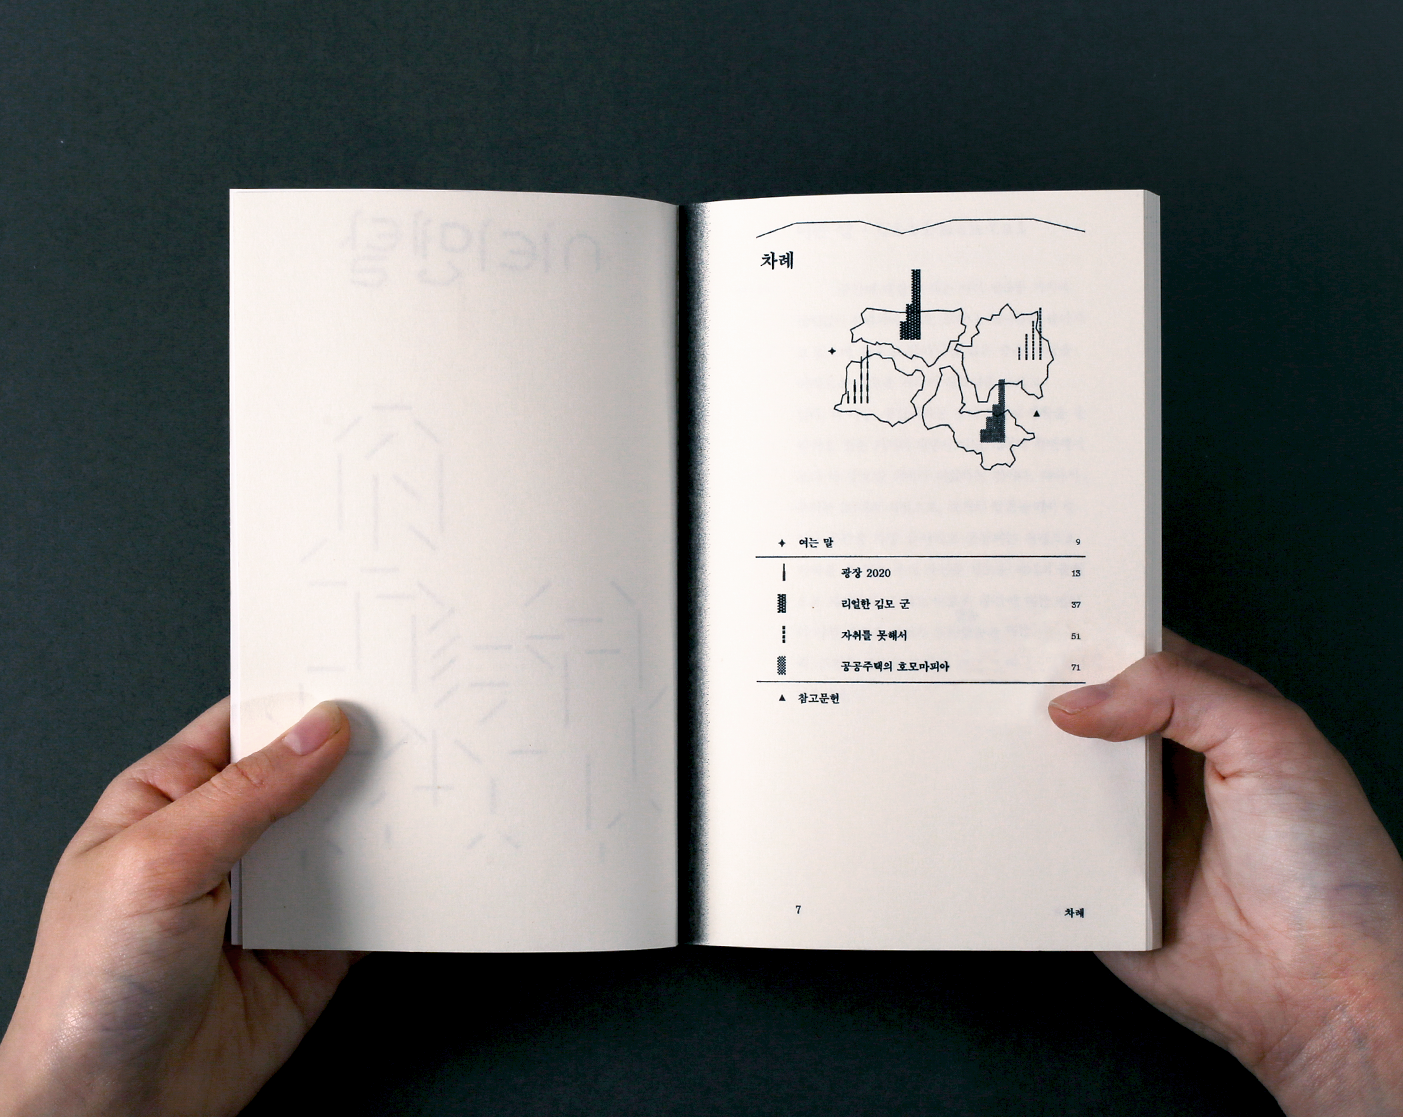 차례
✦ 여는 말 9
광장 2020 13
리얼한 김모 군 37
자취를 못해서 51
공공주택의 호모마피아 71
▲ 참고문헌
7 차례